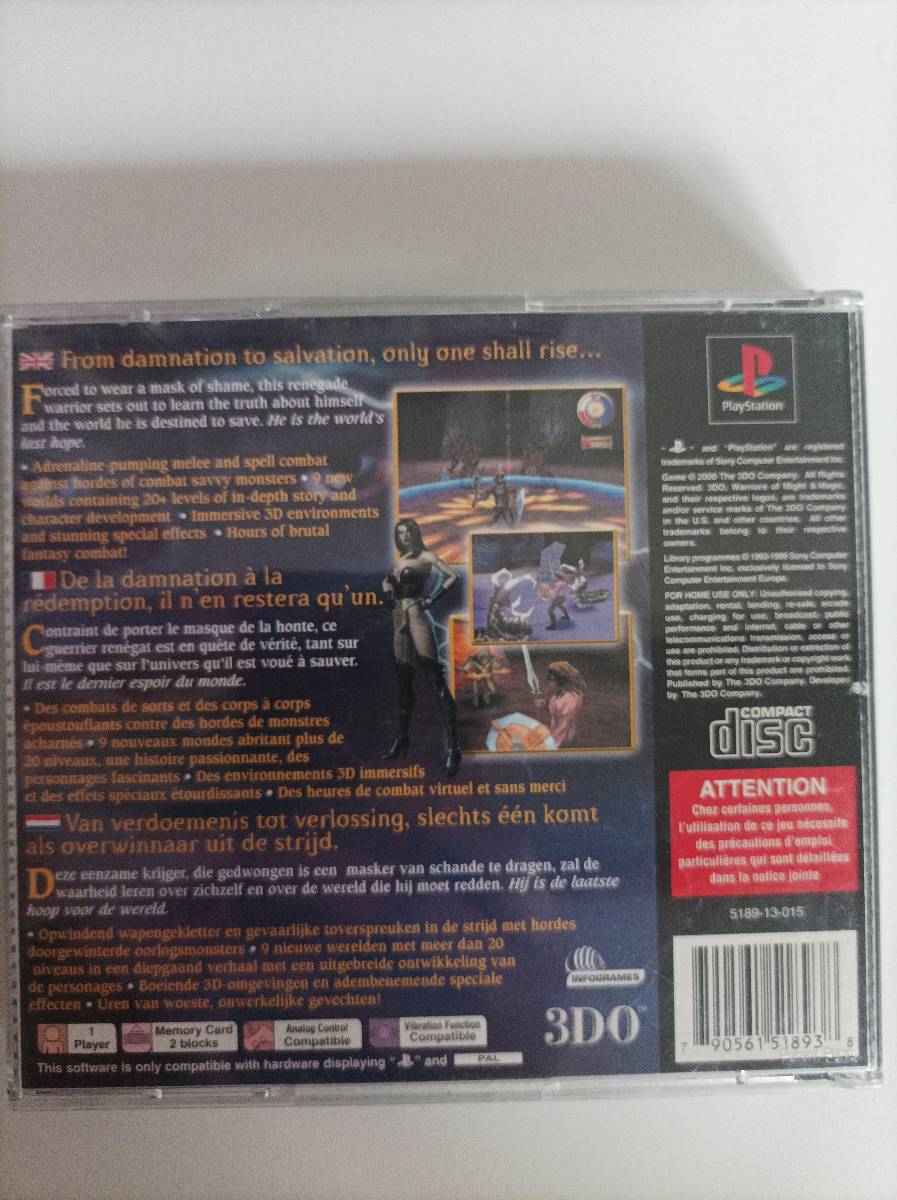 From damnation to salvation, only one shall rise...
Forced to wear a mask of shame, this renegade
warrior sets out to learn the truth about himself
and the world he is destined to save. He is the world's
last hope.
• Adrenaline-pumping melee and spell combat
against hordes of combat savvy monsters • 9 new
worlds containing 20+ levels of in-depth story and
character development • Immersive 3D environments
and stunning special effects • Hours of brutal
fantasy combat!
De la damnation à la
rédemption, il n'en restera qu'un.
Contraint de porter le masque de la honte, ce
guerrier renégat est en quête de vérité, tant sur
lui-même que sur l'univers qu'il est voué à sauver.
Il est le dernier espoir du monde.
• Des combats de sorts et des corps à corps
époustouflants contre des hordes de monstres
acharnés • 9 nouveaux mondes abritant plus de
20 niveaux, une histoire passionnante, des
personnages fascinants • Des environnements 3D immersifs
et des effets spéciaux étourdissants • Des heures de combat virtuel et sans merci
Van verdoemenis tot verlossing, slechts één komt
als overwinnaar uit de strijd.
Deze eenzame krijger, die gedwongen is een masker van schande te dragen, zal de
waarheid leren over zichzelf en over de wereld die hij moet redden. Hij is de laatste
hoop voor de wereld.
• Opwindend wapengekletter en gevaarlijke toverspreuken in de strijd met hordes
doorgewinterde oorlogsmonsters • 9 nieuwe werelden met meer dan 20
niveaus in een diepgaand verhaal met een uitgebreide ontwikkeling van
de personages • Boeiende 3D-omgevingen en adembenemende speciale
effecten • Uren van woeste, onwerkelijke gevechten!
1
Player
Memory Card
2 blocks
Analog Control
Compatible
Vibration Function
Compatible
This software is only compatible with hardware displaying " " and PAL
INFOGRAMES
3DO™
PlayStation
" " and "PlayStation" are registered
trademarks of Sony Computer Entertainment Inc.
Game © 2000 The 3DO Company. All Rights
Reserved. 3DO, Warriors of Might & Magic,
and their respective logos, are trademarks
and/or service marks of The 3DO Company
in the U.S. and other countries. All other
trademarks belong to their respective
owners.
Library programmes © 1993-1999 Sony Computer
Entertainment Inc. exclusively licensed to Sony
Computer Entertainment Europe.
FOR HOME USE ONLY: Unauthorised copying,
adaptation, rental, lending, re-sale, arcade
use, charging for use, broadcast, public
performance and internet, cable or other
telecommunications transmission, access or
use are prohibited. Distribution or extraction of
this product or any trademark or copyright work
that forms part of this product are prohibited.
Published by The 3DO Company. Developed
by The 3DO Company.
COMPACT
disc
ATTENTION
Chez certaines personnes,
l'utilisation de ce jeu nécessite
des précautions d'emploi
particulières qui sont détaillées
dans la notice jointe
5189-13-015
7 90561 51893 8